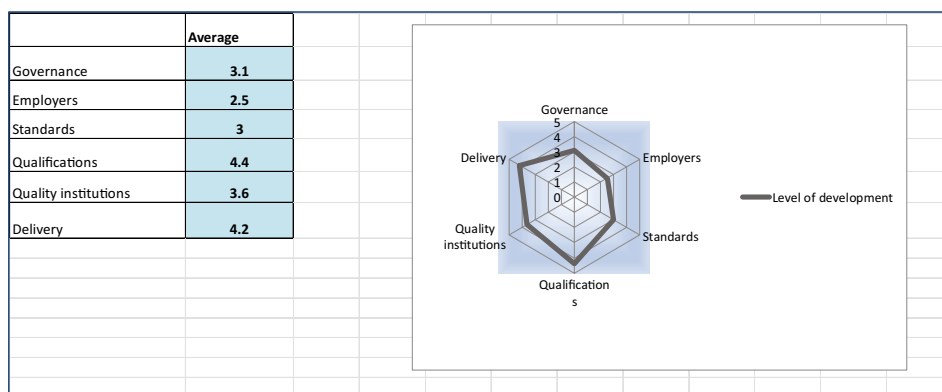 Average
Governance 3.1
Employers 2.5
Standards 3
Qualifications 4.4
Quality institutions 3.6
Delivery 4.2
Governance
5
4
3
2
1
0
Employers
Standards
Qualification
s
Quality
institutions
Delivery
Level of development